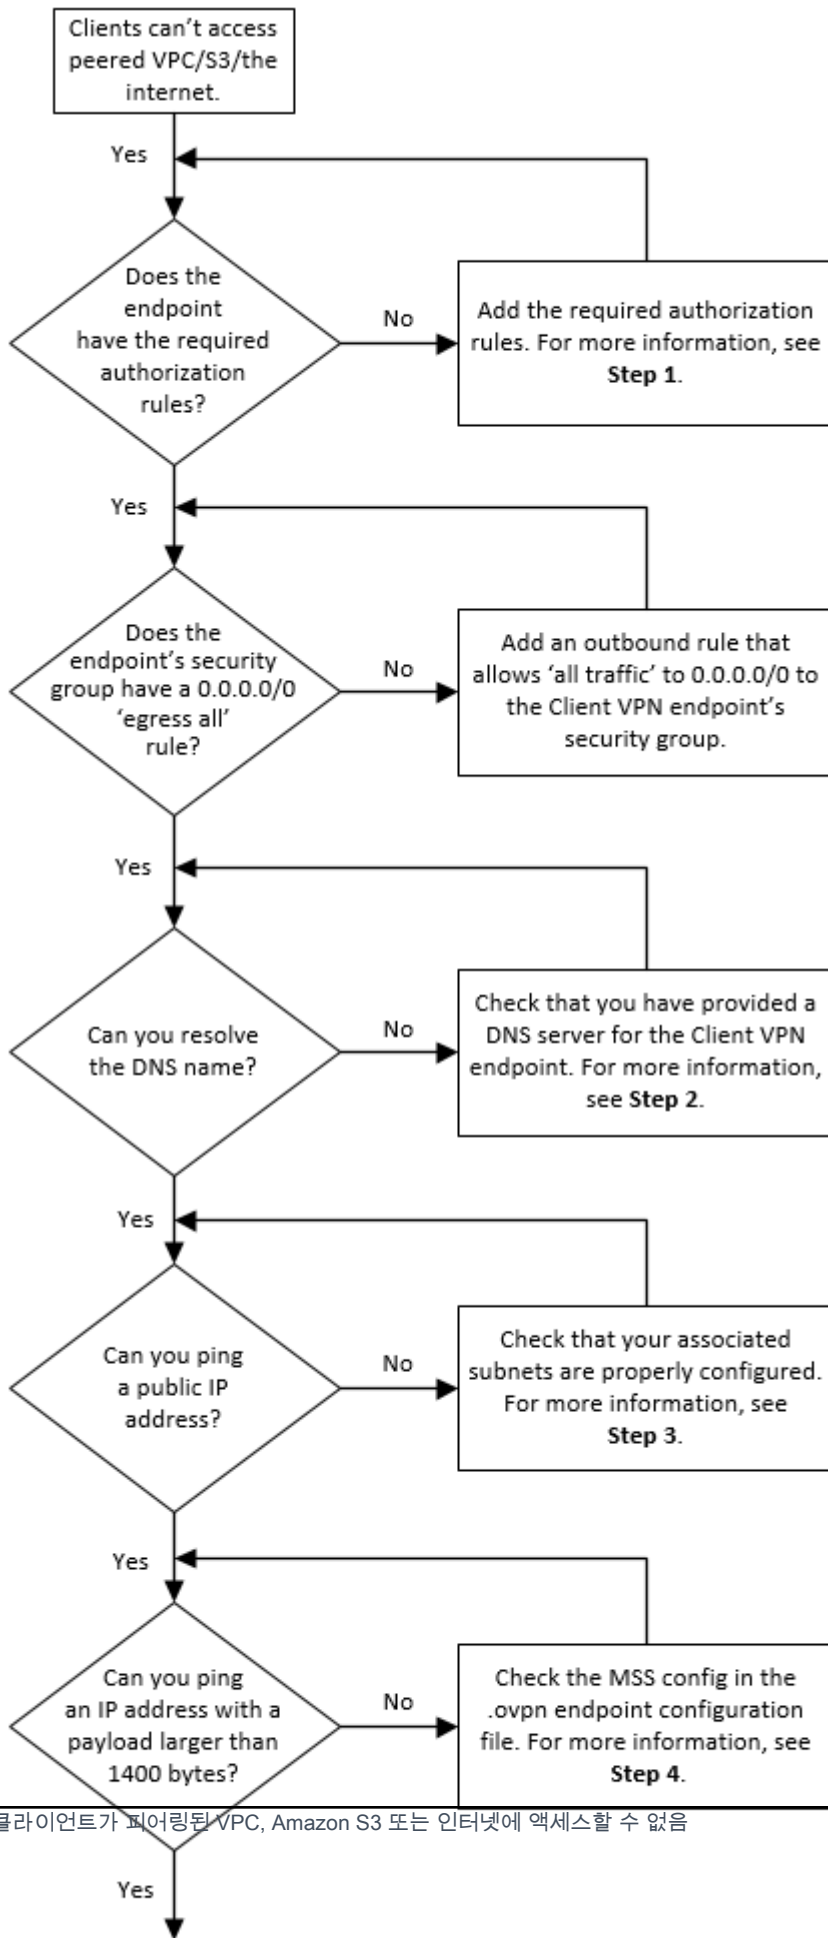 Clients can't access
peered VPC/S3/the
internet.
Yes
Does the
endpoint
have the required
authorization
rules?
No
Add the required authorization
rules. For more information, see
Step 1.
Yes
Does the
endpoint's security
group have a 0.0.0.0/0
'egress all'
rule?
No
Add an outbound rule that
allows 'all traffic' to 0.0.0.0/0 to
the Client VPN endpoint's
security group.
Yes
Can you resolve
the DNS name?
No
Check that you have provided a
DNS server for the Client VPN
endpoint. For more information,
see Step 2.
Yes
Can you ping
a public IP
address?
No
Check that your associated
subnets are properly configured.
For more information, see
Step 3.
Yes
Can you ping
an IP address with a
payload larger than
1400 bytes?
No
Check the MSS config in the
.ovpn endpoint configuration
file. For more information, see
Step 4.
클라이언트가 피어링된 VPC, Amazon S3 또는 인터넷에 액세스할 수 없음
Yes